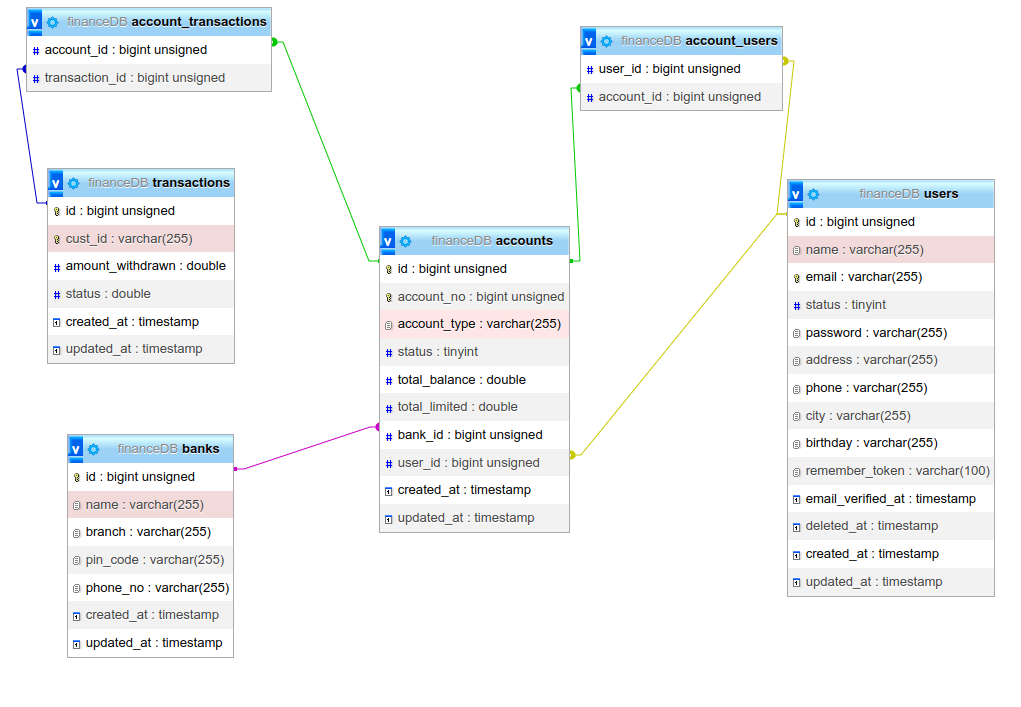 v financeDB account_transactions
# account_id : bigint unsigned
# transaction_id : bigint unsigned
v financeDB account_users
# user_id : bigint unsigned
# account_id : bigint unsigned
v financeDB transactions
id : bigint unsigned
cust_id : varchar(255)
# amount_withdrawn : double
# status : double
created_at : timestamp
updated_at : timestamp
v financeDB accounts
id : bigint unsigned
account_no : bigint unsigned
account_type : varchar(255)
# status : tinyint
# total_balance : double
# total_limited : double
# bank_id : bigint unsigned
# user_id : bigint unsigned
created_at : timestamp
updated_at : timestamp
v financeDB users
id : bigint unsigned
name : varchar(255)
email : varchar(255)
# status : tinyint
password : varchar(255)
address : varchar(255)
phone : varchar(255)
city : varchar(255)
birthday : varchar(255)
remember_token : varchar(100)
email_verified_at : timestamp
deleted_at : timestamp
created_at : timestamp
updated_at : timestamp
v financeDB banks
id : bigint unsigned
name : varchar(255)
branch : varchar(255)
pin_code : varchar(255)
phone_no : varchar(255)
created_at : timestamp
updated_at : timestamp